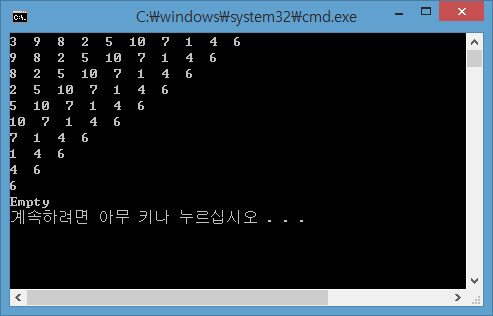 C:₩windows₩system32₩cmd.exe
3 9 8 2 5 10 7 1 4 6
9 8 2 5 10 7 1 4 6
8 2 5 10 7 1 4 6
2 5 10 7 1 4 6
5 10 7 1 4 6
10 7 1 4 6
7 1 4 6
1 4 6
4 6
6
Empty
계속하려면 아무 키나 누르십시오 . . .